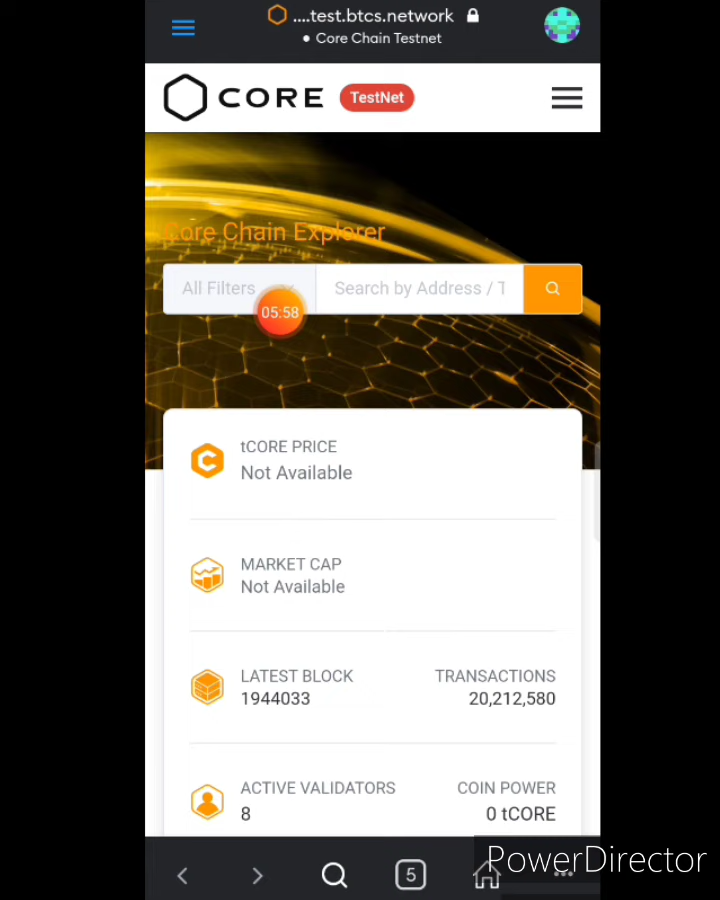 ....test.btcs.network
Core Chain Testnet
CORE TestNet
Core Chain Explorer
All Filters Search by Address / T
05:58
tCORE PRICE
Not Available
MARKET CAP
Not Available
LATEST BLOCK TRANSACTIONS
1944033 20,212,580
ACTIVE VALIDATORS COIN POWER
8 0 tCORE
5
PowerDirector